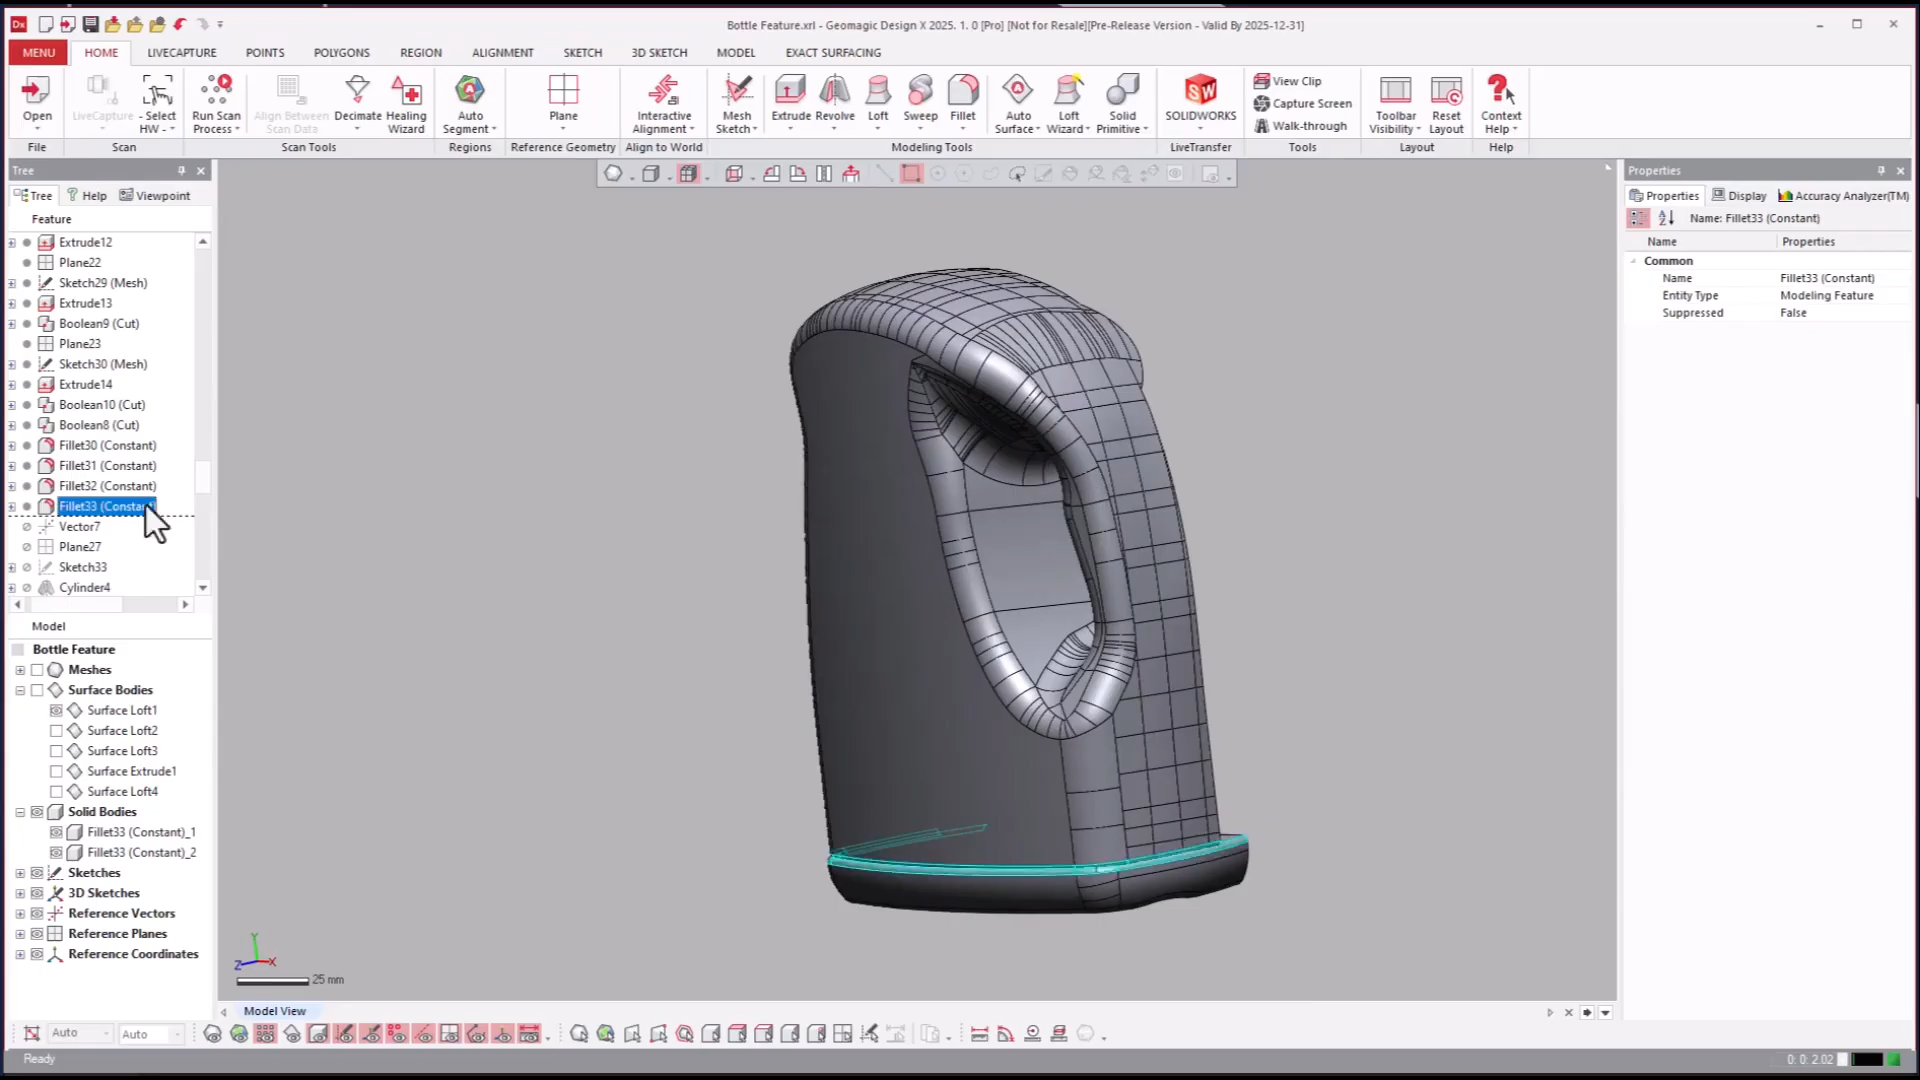 Dx
Bottle Feature.xrl - Geomagic Design X 2025. 1. 0 [Pro] [Not for Resale][Pre-Release Version - Valid By 2025-12-31]
MENU HOME LIVECAPTURE POINTS POLYGONS REGION ALIGNMENT SKETCH 3D SKETCH MODEL EXACT SURFACING
Open
LiveCapture
- Select HW -
Run Scan Process
Align Between Scan Data
Decimate
Healing Wizard
Auto Segment
Plane
Interactive Alignment
Mesh Sketch
Extrude
Revolve
Loft
Sweep
Fillet
Auto Surface
Loft Wizard
Solid Primitive
SW
SOLIDWORKS
View Clip
Capture Screen
Walk-through
Toolbar Visibility
Reset Layout
Context Help
File Scan Scan Tools Regions Reference Geometry Align to World Modeling Tools LiveTransfer Tools Layout Help
Tree
Tree Help Viewpoint
Feature
Extrude12
Plane22
Sketch29 (Mesh)
Extrude13
Boolean9 (Cut)
Plane23
Sketch30 (Mesh)
Extrude14
Boolean10 (Cut)
Boolean8 (Cut)
Fillet30 (Constant)
Fillet31 (Constant)
Fillet32 (Constant)
Fillet33 (Constant)
Vector7
Plane27
Sketch33
Cylinder4
Model
Bottle Feature
Meshes
Surface Bodies
Surface Loft1
Surface Loft2
Surface Loft3
Surface Extrude1
Surface Loft4
Solid Bodies
Fillet33 (Constant)_1
Fillet33 (Constant)_2
Sketches
3D Sketches
Reference Vectors
Reference Planes
Reference Coordinates
Y
Z X
25 mm
Model View
Auto Auto
Ready
0: 0: 2.02
Properties
Properties Display Accuracy Analyzer(TM)
Name: Fillet33 (Constant)
Name Properties
Common
Name Fillet33 (Constant)
Entity Type Modeling Feature
Suppressed False